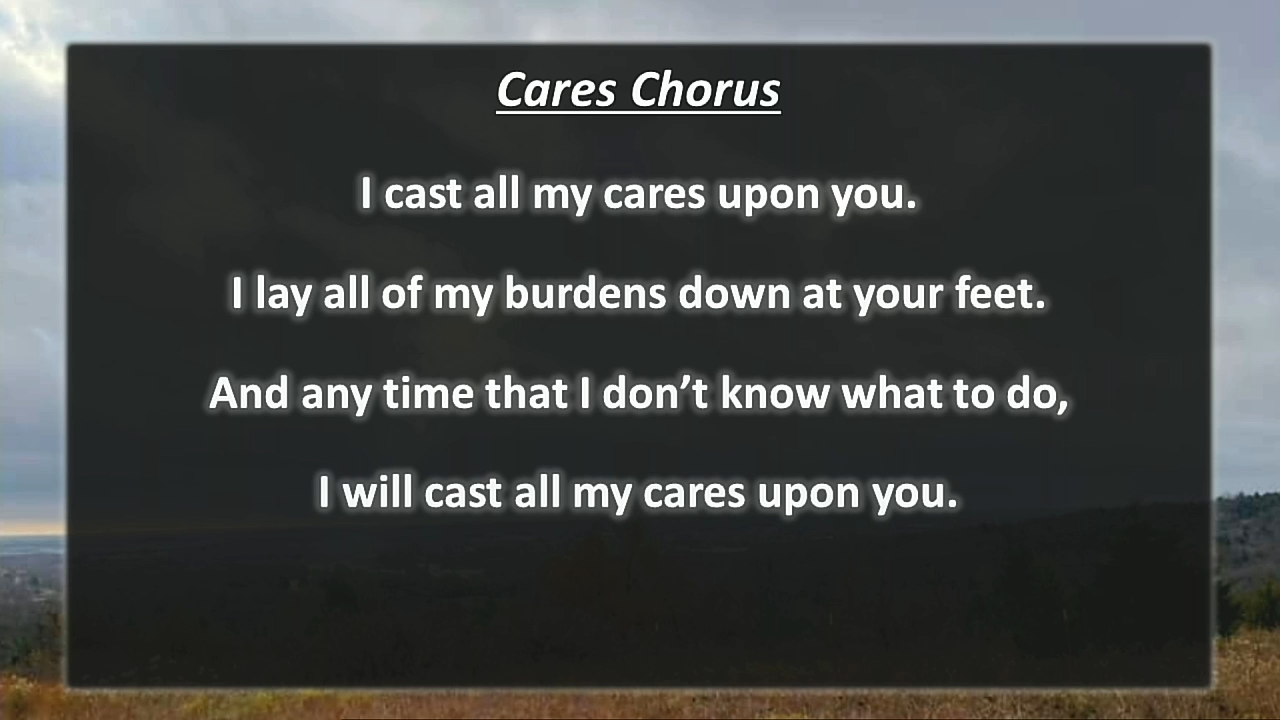 Cares Chorus
I cast all my cares upon you.
I lay all of my burdens down at your feet.
And any time that I don’t know what to do,
I will cast all my cares upon you.